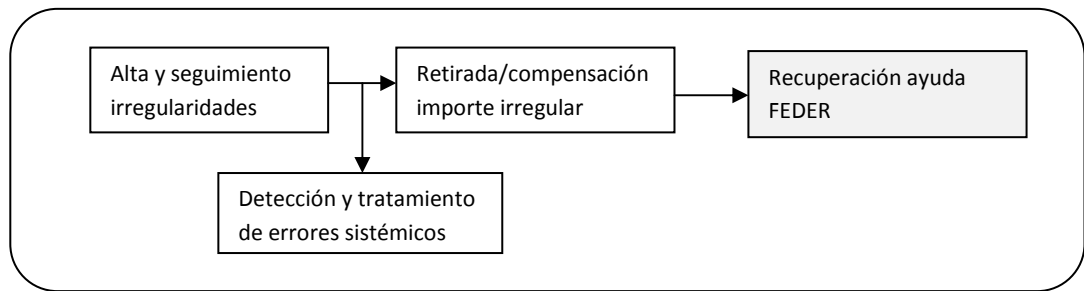 Alta y seguimiento
irregularidades
Retirada/compensación
importe irregular
Recuperación ayuda
FEDER
Detección y tratamiento
de errores sistémicos